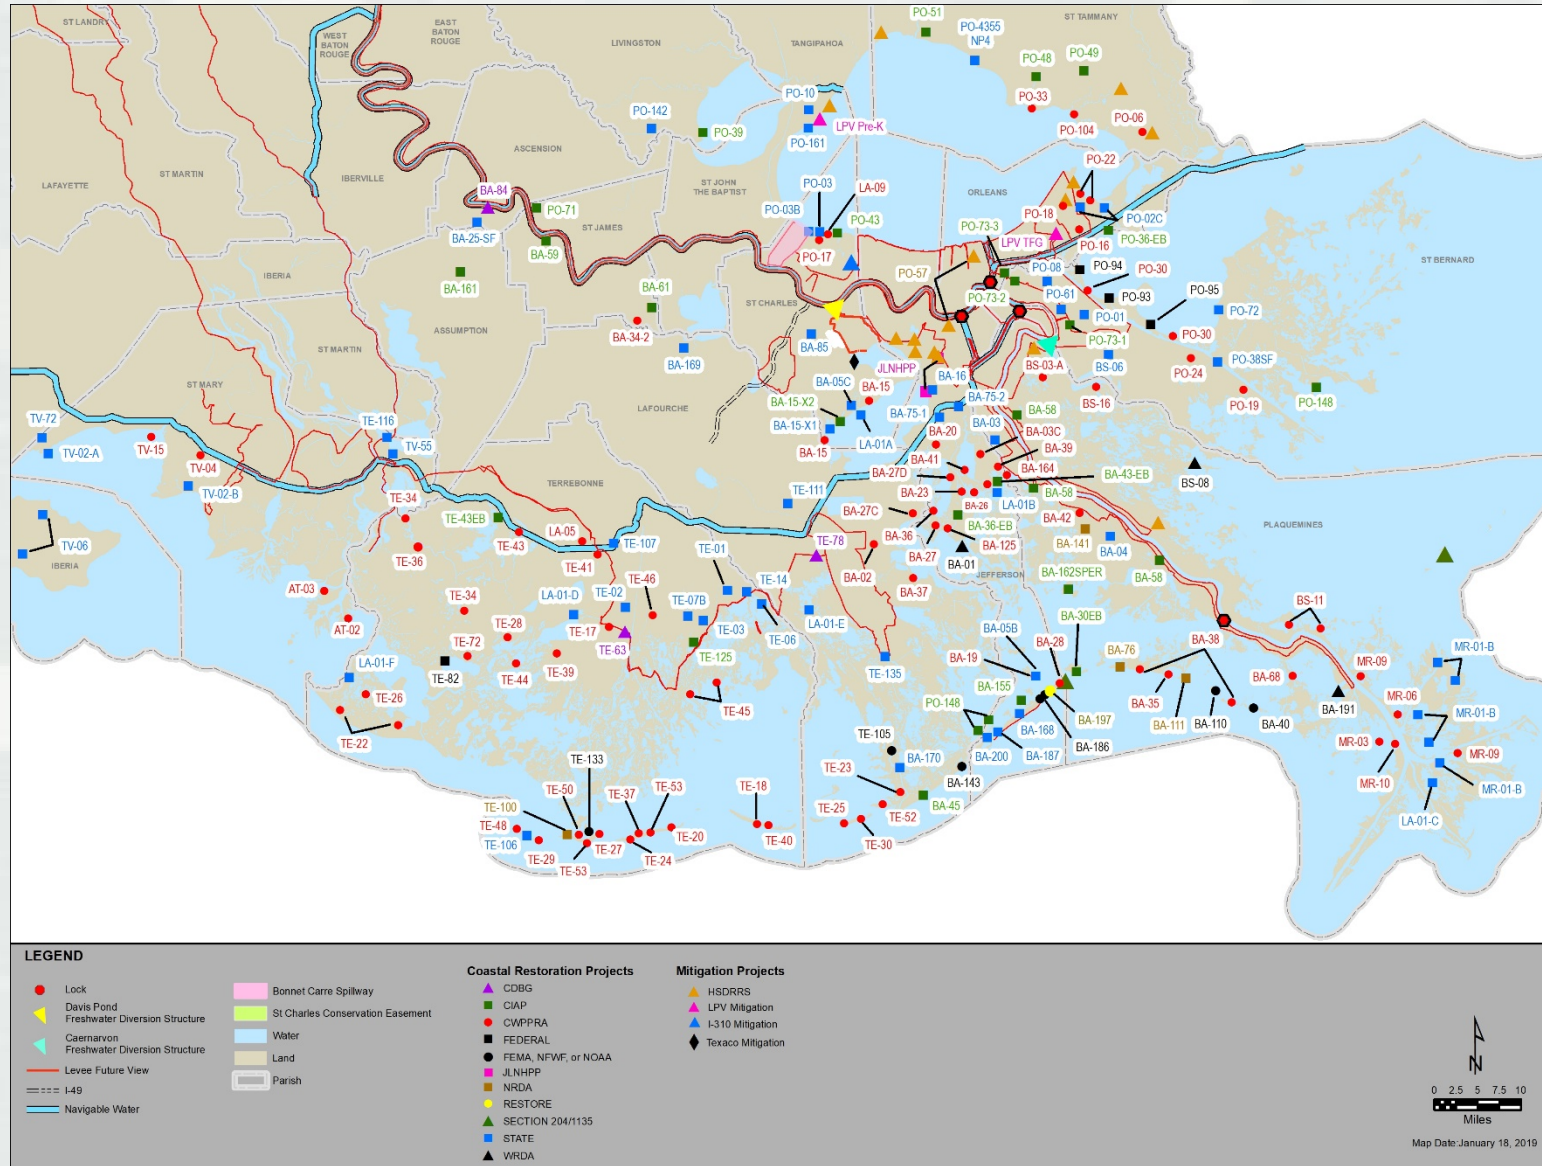 ST LANDRY
EAST
BATON
ROUGE
WEST
BATON
ROUGE
LIVINGSTON
TANGIPAHOA
PO-51
ST TAMMANY
PO-4355
NP4
PO-48
PO-49
PO-33
PO-104
PO-06
PO-10
LPV Pre-K
PO-161
PO-142
PO-39
ASCENSION
ST MARTIN
LAFAYETTE
IBERVILLE
BA-84
PO-71
BA-25-SF
BA-59
ST JAMES
ST JOHN
THE BAPTIST
PO-03
LA-09
PO-03B
PO-43
PO-17
ORLEANS
PO-22
PO-18
PO-02C
PO-16
PO-36-EB
PO-73-3
LPV TFG
PO-94
PO-30
PO-08
PO-57
PO-73-2
PO-61
PO-93
PO-95
PO-01
PO-72
ST BERNARD
IBERIA
BA-161
BA-61
ST CHARLES
BA-34-2
ASSUMPTION
BA-169
BA-85
PO-73-1
PO-30
BS-03-A
BS-06
PO-24
PO-38SF
ST MARTIN
ST MARY
LAFOURCHE
JLNHPP
BA-16
BA-05C
BA-15
BA-15-X2
BA-75-1
BA-75-2
BS-16
PO-19
PO-148
BA-15-X1
LA-01A
BA-58
BA-03
BA-03C
BA-20
BA-15
BA-39
TV-72
TV-02-A
TV-15
TV-04
TE-116
TV-55
TV-02-B
BA-41
BA-27D
BA-164
BA-43-EB
BS-08
BA-23
BA-26
LA-01B
BA-58
TERREBONNE
TE-111
TE-34
TE-43EB
LA-05
TE-43
TE-107
BA-27C
BA-36-EB
BA-42
BA-36
BA-125
BA-141
BA-04
PLAQUEMINES
TV-06
IBERIA
TE-36
TE-41
TE-01
TE-78
BA-02
BA-27
BA-01
JEFFERSON
BA-58
BA-37
BA-162SPER
AT-03
AT-02
TE-34
LA-01-D
TE-02
TE-46
TE-07B
TE-14
TE-03
TE-06
LA-01-E
TE-28
TE-17
TE-63
TE-72
TE-39
TE-44
TE-82
TE-125
TE-135
BA-05B
BA-30EB
BA-28
BA-19
BS-11
BA-38
BA-76
BA-68
MR-09
MR-01-B
LA-01-F
TE-26
TE-22
TE-45
BA-155
PO-148
BA-197
BA-35
BA-111
BA-110
BA-40
BA-191
MR-06
MR-01-B
BA-168
BA-186
BA-187
BA-200
MR-03
MR-10
MR-09
MR-01-B
LA-01-C
TE-105
BA-170
BA-143
TE-23
BA-45
TE-52
TE-25
TE-30
TE-133
TE-50
TE-37
TE-53
TE-18
TE-100
TE-48
TE-106
TE-20
TE-40
TE-29
TE-27
TE-24
TE-53
LEGEND
Lock
Davis Pond
Freshwater Diversion Structure
Caernarvon
Freshwater Diversion Structure
Levee Future View
I-49
Navigable Water
Bonnet Carre Spillway
St Charles Conservation Easement
Water
Land
Parish
Coastal Restoration Projects
CDBG
CIAP
CWPPRA
FEDERAL
FEMA, NFWF, or NOAA
JLNHPP
NRDA
RESTORE
SECTION 204/1135
STATE
WRDA
Mitigation Projects
HSDRRS
LPV Mitigation
I-310 Mitigation
Texaco Mitigation
N
0 2.5 5 7.5 10
Miles
Map Date:January 18, 2019